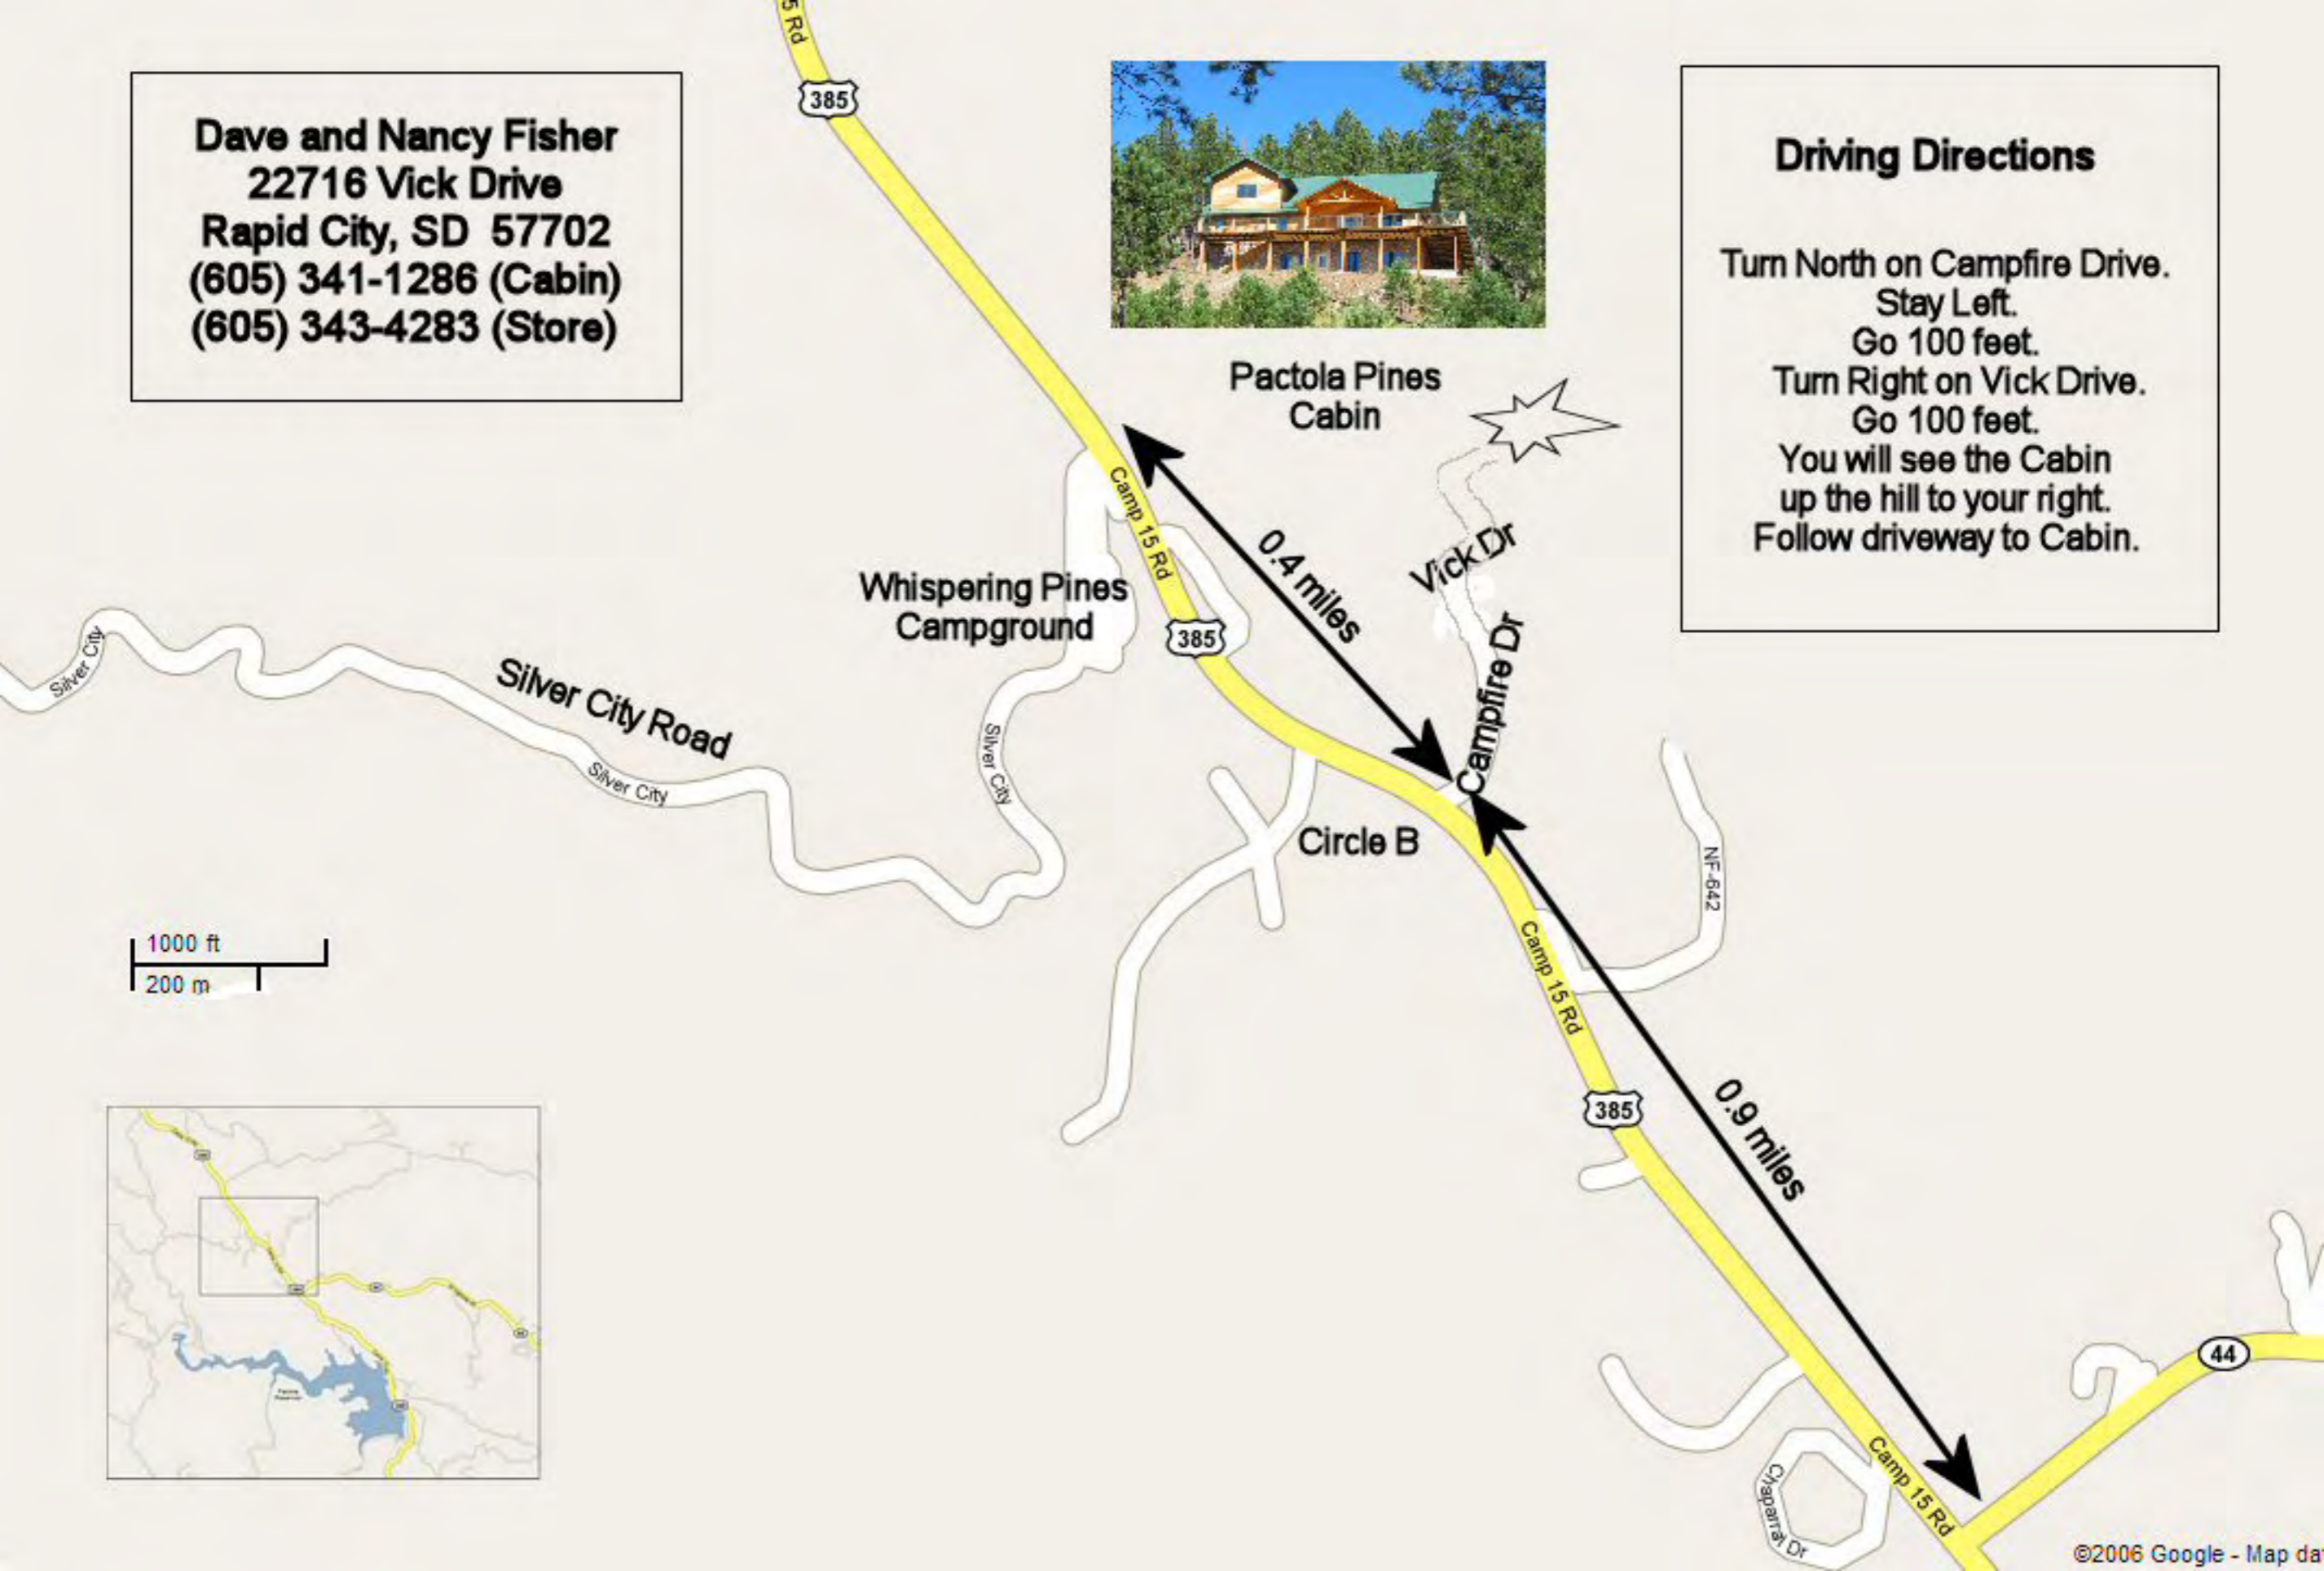 5 Rd
385
Dave and Nancy Fisher
22716 Vick Drive
Rapid City, SD  57702
(605) 341-1286 (Cabin)
(605) 343-4283 (Store)
Pactola Pines
Cabin
Driving Directions
Turn North on Campfire Drive.
Stay Left.
Go 100 feet.
Turn Right on Vick Drive.
Go 100 feet.
You will see the Cabin
up the hill to your right.
Follow driveway to Cabin.
Camp 15 Rd
0.4 miles
Vick Dr
Whispering Pines
Campground
385
Campfire Dr
Silver City
Silver City Road
Silver City
Silver City
Circle B
NF-642
Camp 15 Rd
1000 ft
200 m
385
0.9 miles
44
Camp 15 Rd
Chaparral Dr
©2006 Google - Map da